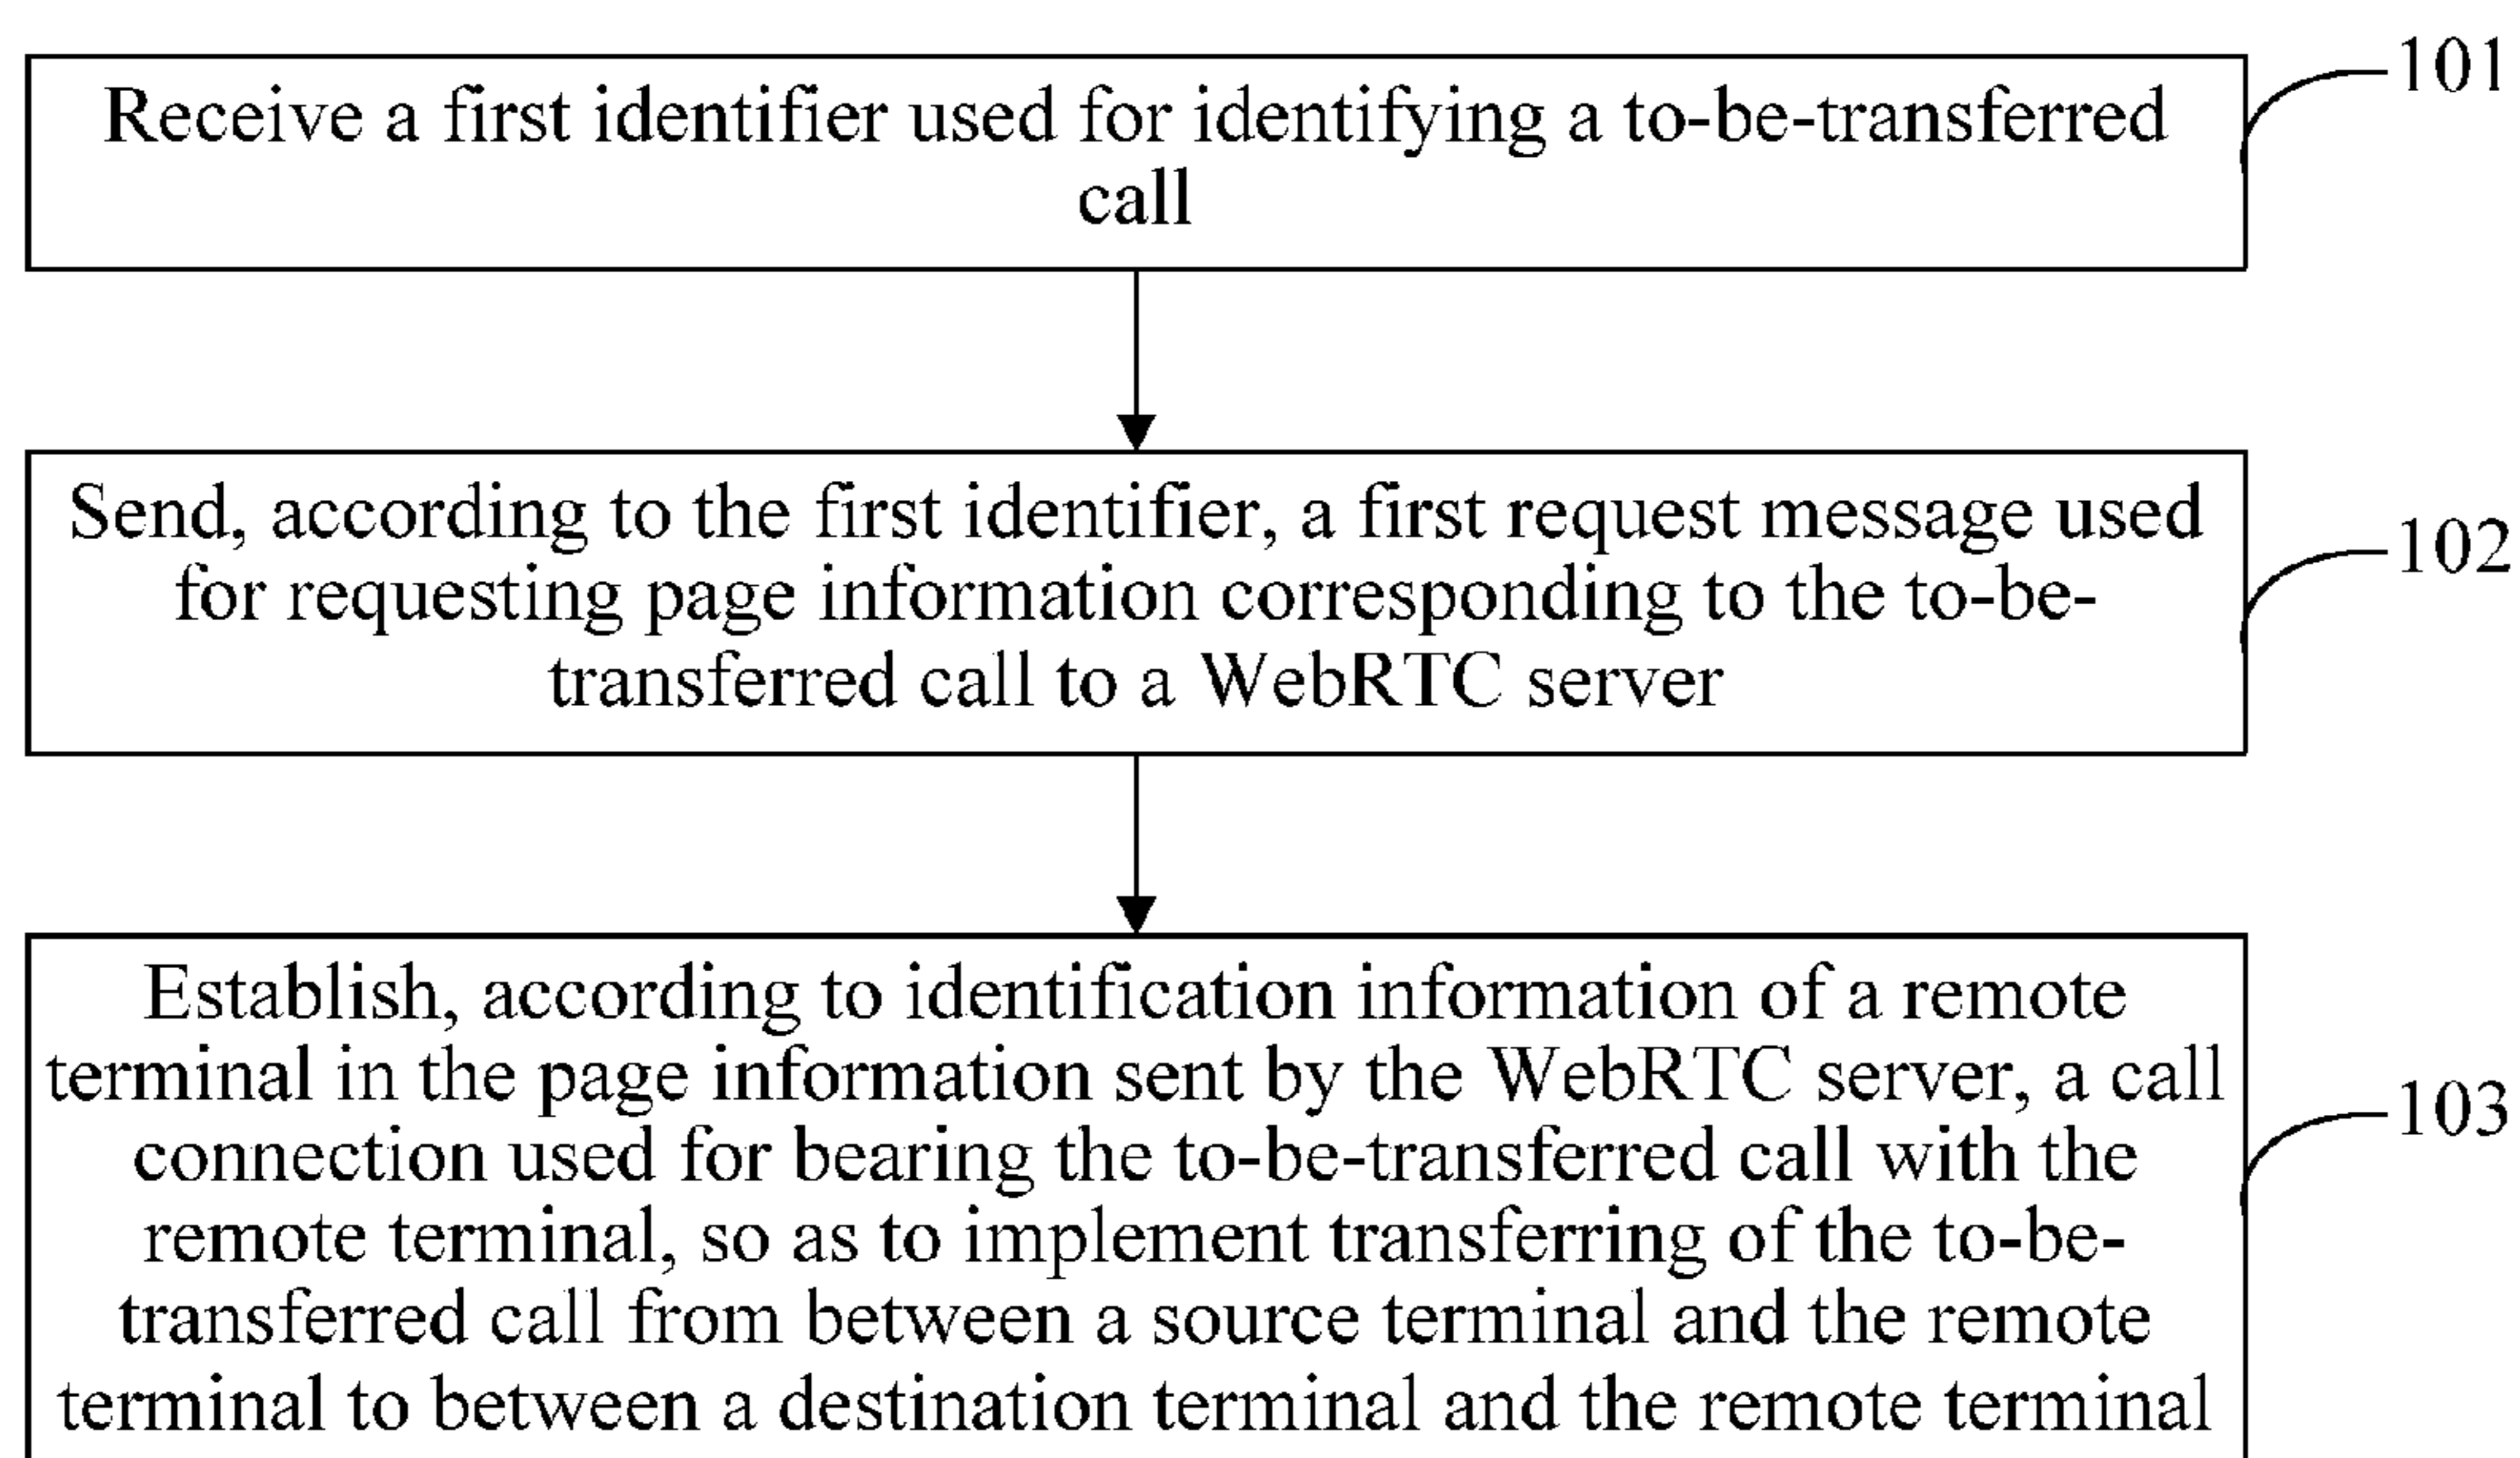 Receive a first identifier used for identifying a to-be-transferred
call
101
Send, according to the first identifier, a first request message used
for requesting page information corresponding to the to-be-
transferred call to a WebRTC server
102
Establish, according to identification information of a remote
terminal in the page information sent by the WebRTC server, a call
connection used for bearing the to-be-transferred call with the
remote terminal, so as to implement transferring of the to-be-
transferred call from between a source terminal and the remote
terminal to between a destination terminal and the remote terminal
103